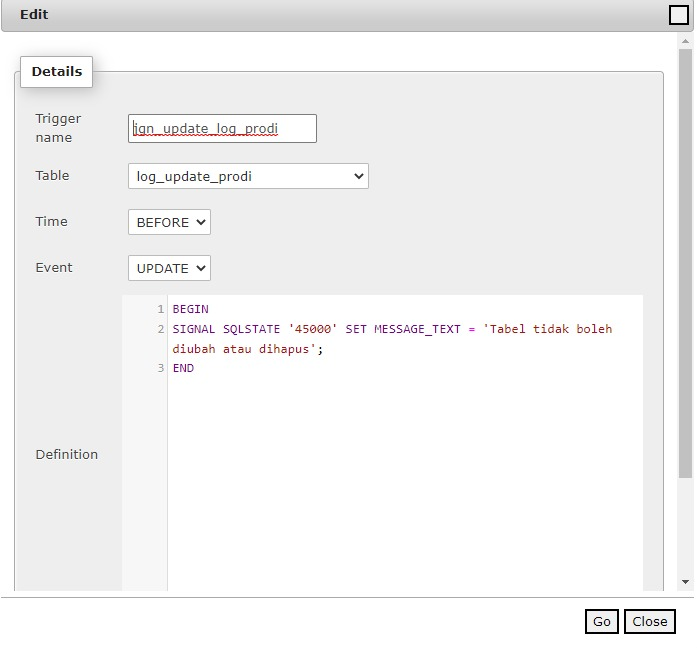 Edit
Details
Trigger name
ign_update_log_prodi
Table
log_update_prodi
Time
BEFORE
Event
UPDATE
Definition
1 BEGIN
2 SIGNAL SQLSTATE '45000' SET MESSAGE_TEXT = 'Tabel tidak boleh
diubah atau dihapus';
3 END
Go
Close